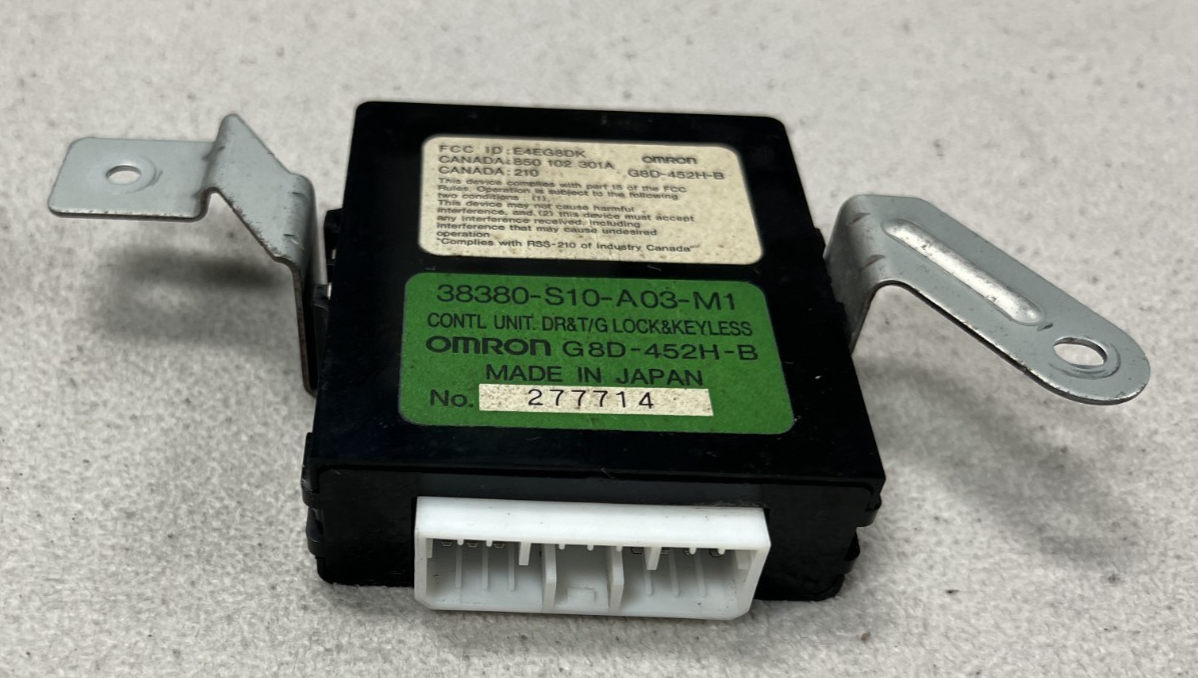 FCC ID:E4EG8DK
CANADA:850 102 301A OMRON
CANADA:210 G8D-452H-B
This device complies with part 15 of the FCC
Rules. Operation is subject to the following
two conditions (1)
This device may not cause harmful
interference, and, (2) this device must accept
any interference received, including
interference that may cause undesired
operation
"Complies with RSS-210 of Industry Canada"
38380-S10-A03-M1
CONTL UNIT. DR&T/G LOCK&KEYLESS
OMRON G8D-452H-B
MADE IN JAPAN
No. 277714